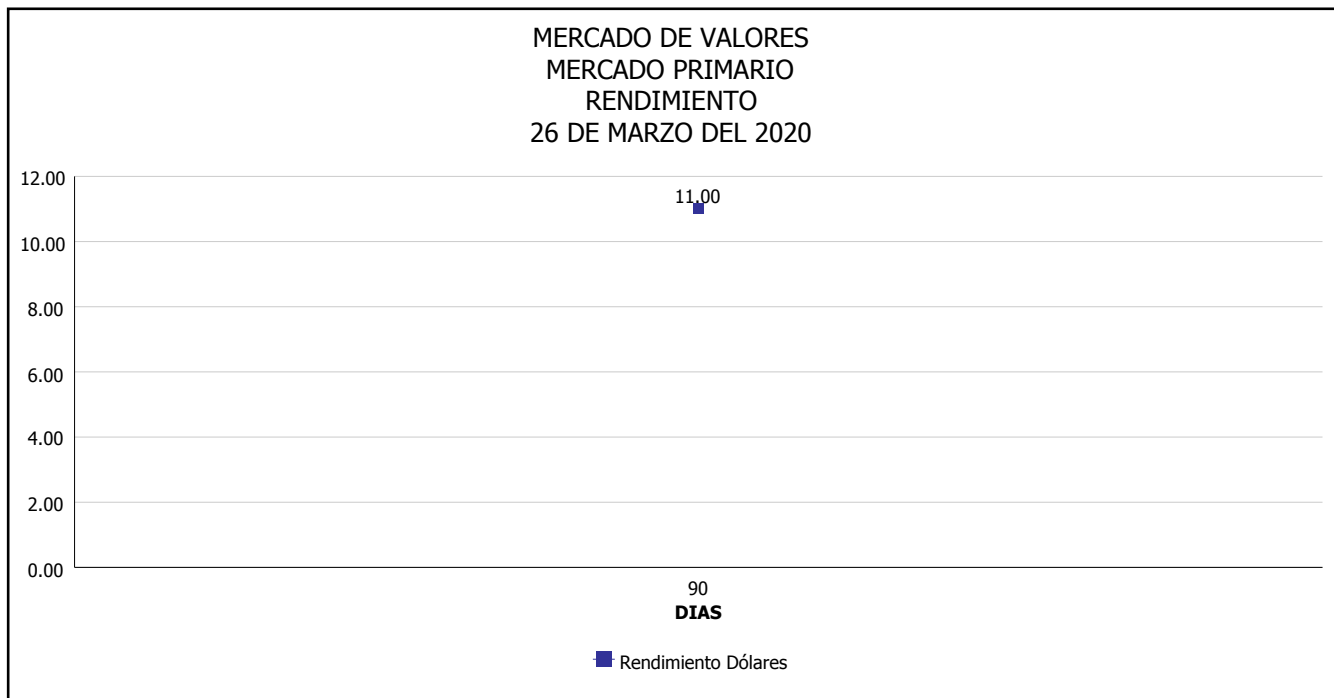 MERCADO DE VALORES
MERCADO PRIMARIO
RENDIMIENTO
26 DE MARZO DEL 2020
12.00
11.00
10.00
8.00
6.00
4.00
2.00
0.00
90
DIAS
Rendimiento Dólares